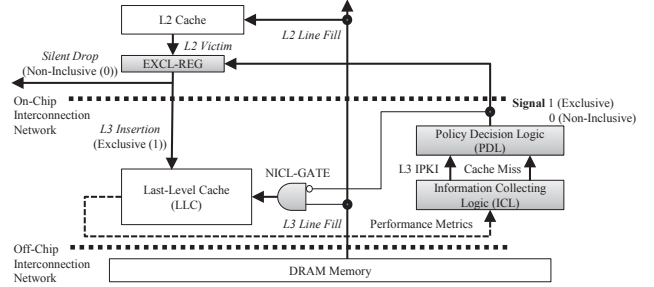 L2 Cache
L2 Line Fill
L2 Victim
Silent Drop
(Non-Inclusive (0))
EXCL-REG
On-Chip
Interconnection
Network
Signal 1 (Exclusive)
0 (Non-Inclusive)
L3 Insertion
(Exclusive (1))
Policy Decision Logic
(PDL)
NICL-GATE
L3 IPKI
Cache Miss
Last-Level Cache
(LLC)
Information Collecting
Logic (ICL)
L3 Line Fill
Performance Metrics
Off-Chip
Interconnection
Network
DRAM Memory